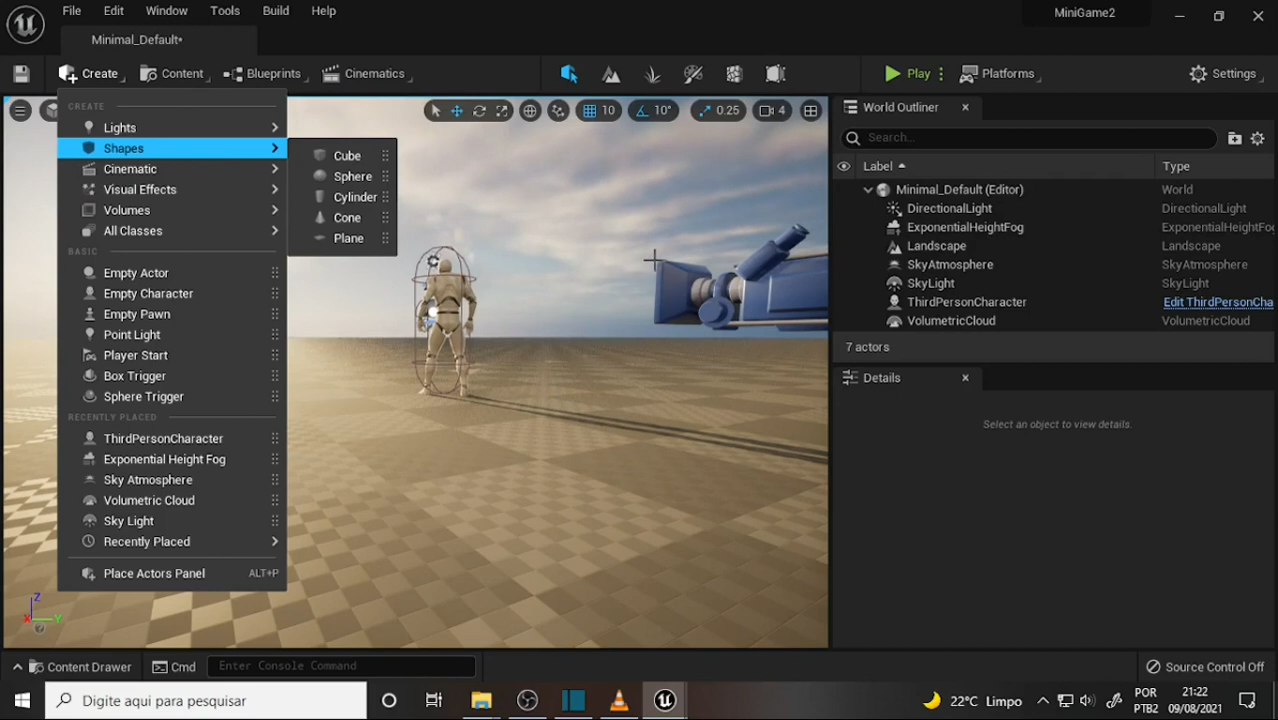 File Edit Window Tools Build Help
MiniGame2
Minimal_Default•
Create Content Blueprints Cinematics Play Platforms Settings
10 10° 0.25 4
CREATE
Lights
Shapes
Cinematic
Visual Effects
Volumes
All Classes
BASIC
Empty Actor
Empty Character
Empty Pawn
Point Light
Player Start
Box Trigger
Sphere Trigger
RECENTLY PLACED
ThirdPersonCharacter
Exponential Height Fog
Sky Atmosphere
Volumetric Cloud
Sky Light
Recently Placed
Place Actors Panel ALT+P
Cube
Sphere
Cylinder
Cone
Plane
Z
X Y
World Outliner
Search...
Label Type
Minimal_Default (Editor) World
DirectionalLight DirectionalLight
ExponentialHeightFog ExponentialHeightFog
Landscape Landscape
SkyAtmosphere SkyAtmosphere
SkyLight SkyLight
ThirdPersonCharacter Edit ThirdPersonCha
VolumetricCloud VolumetricCloud
7 actors
Details
Select an object to view details.
Content Drawer Cmd Enter Console Command Source Control Off
Digite aqui para pesquisar
22°C Limpo
POR
PTB2
21:22
09/08/2021